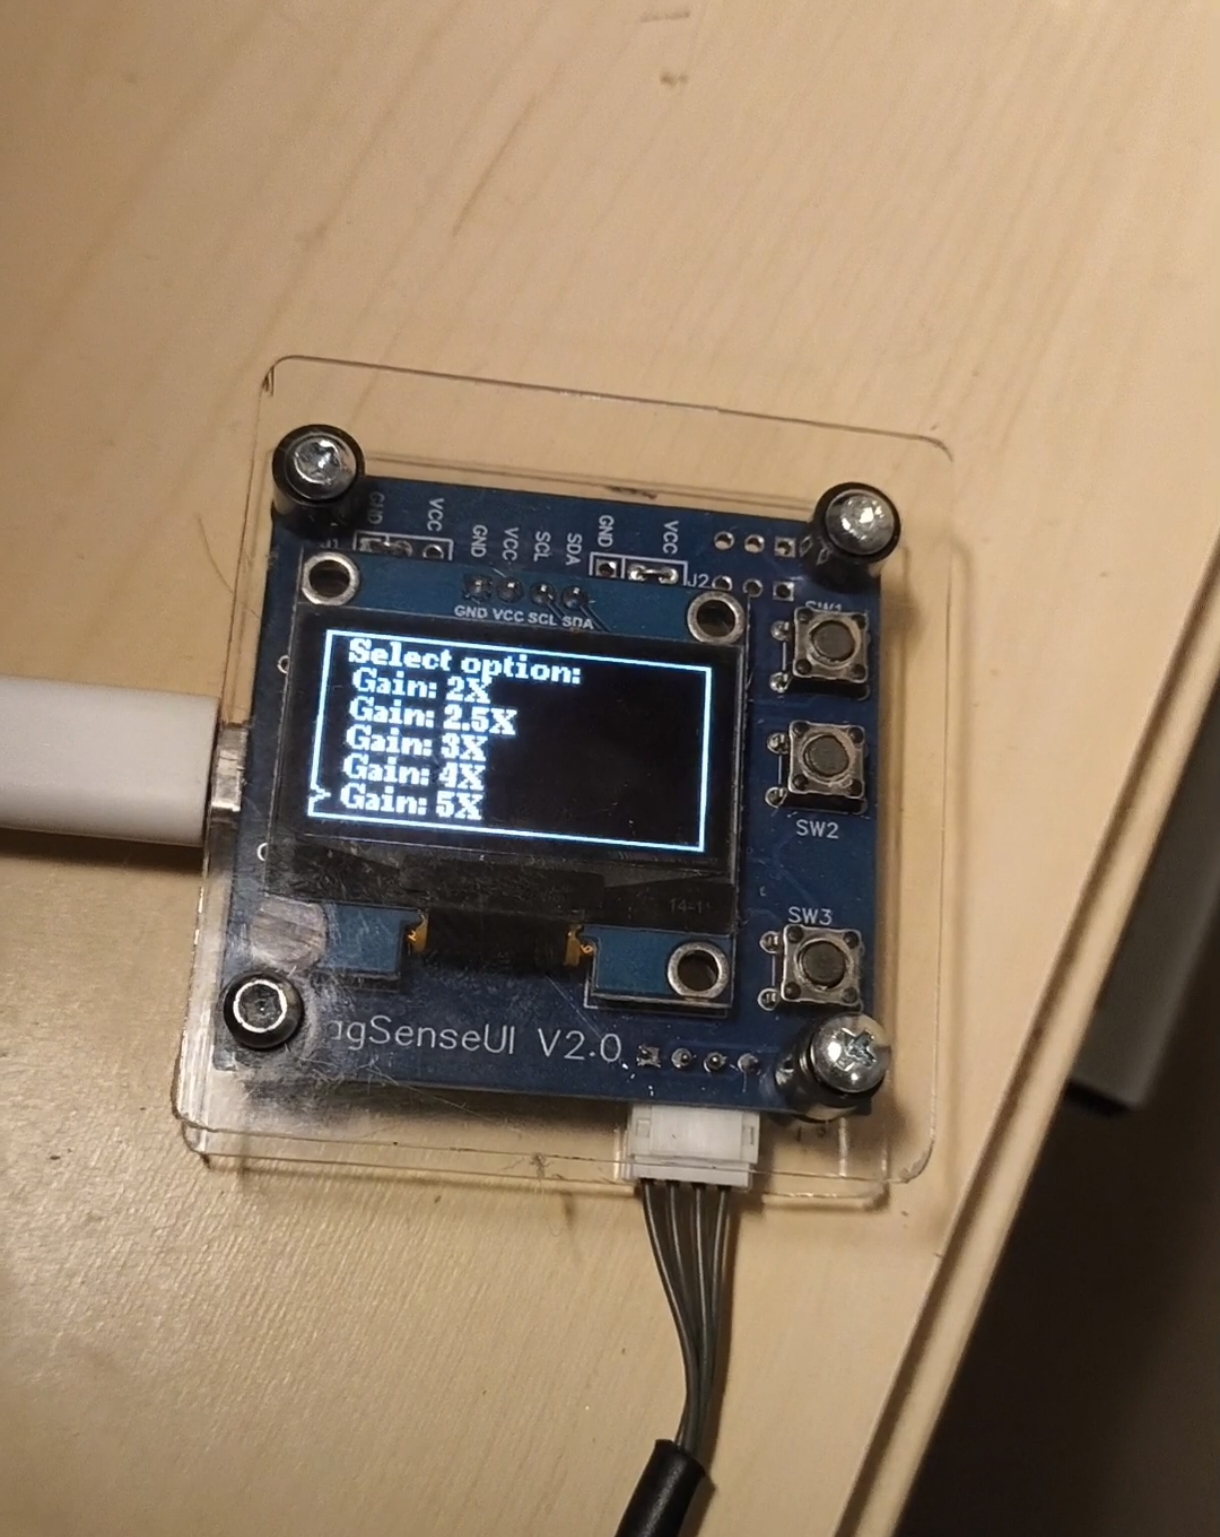 GND VCC GND VCC SCL SDA GND VCC
J2
SW1
GND VCC SCL SDA
Select option:
Gain: 2X
Gain: 2.5X
Gain: 3X
Gain: 4X
> Gain: 5X
SW2
SW3
agSenseUI V2.0